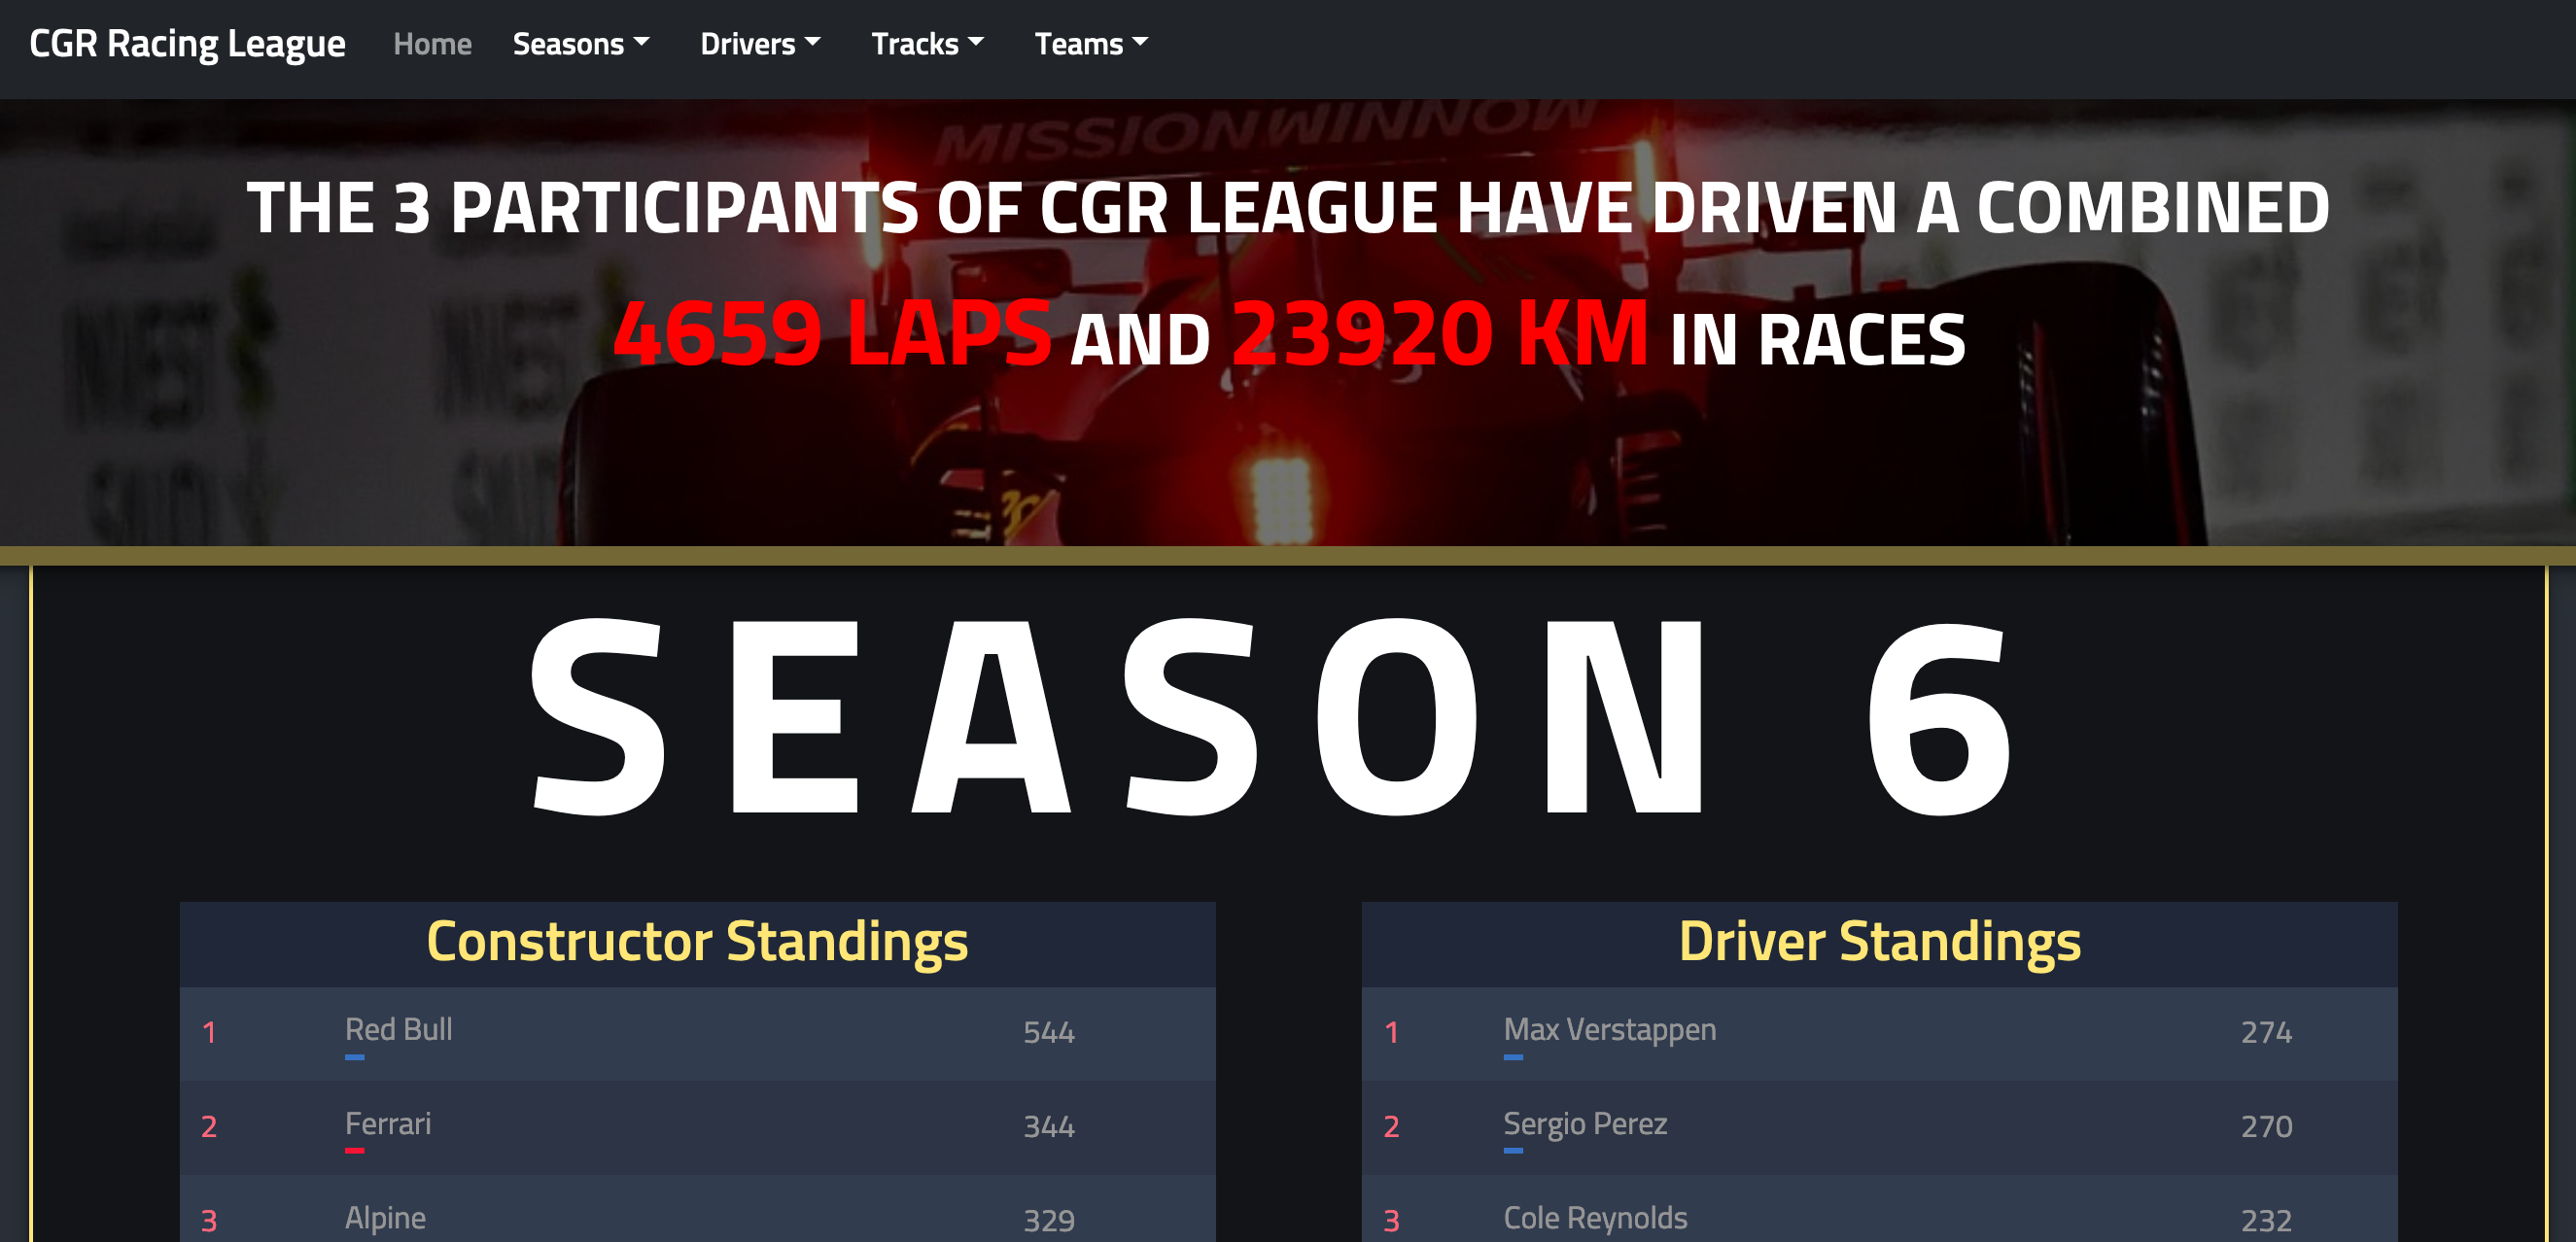 CGR Racing League Home Seasons Drivers Tracks Teams
MISSION WINNOW
THE 3 PARTICIPANTS OF CGR LEAGUE HAVE DRIVEN A COMBINED
4659 LAPS AND 23920 KM IN RACES
SEASON 6
Constructor Standings
1 Red Bull 544
2 Ferrari 344
3 Alpine 329
Driver Standings
1 Max Verstappen 274
2 Sergio Perez 270
3 Cole Reynolds 232